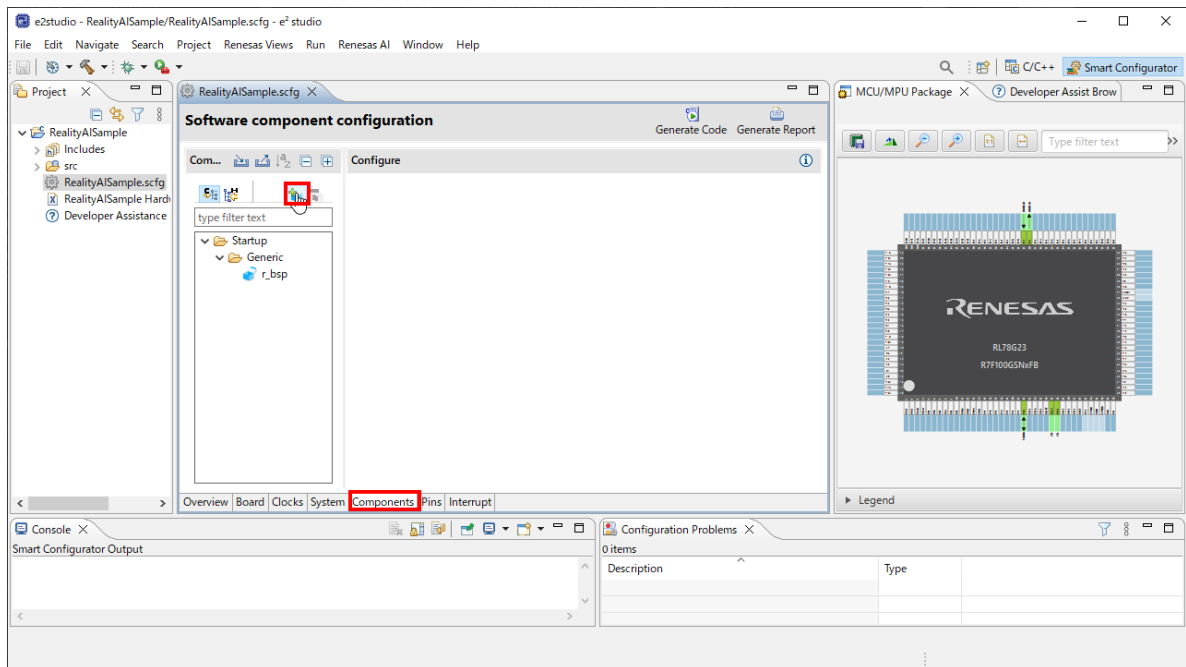 e2studio - RealityAISample/RealityAISample.scfg - e² studio
File Edit Navigate Search Project Renesas Views Run Renesas AI Window Help
C/C++ Smart Configurator
Project
RealityAISample
Includes
src
RealityAISample.scfg
RealityAISample Hard
Developer Assistance
RealityAISample.scfg
Software component configuration
Generate Code Generate Report
Com...
Configure
type filter text
Startup
Generic
r_bsp
Overview Board Clocks System Components Pins Interrupt
MCU/MPU Package Developer Assist Brow
Type filter text
RENESAS
RL78G23
R7F100GSNxFB
Legend
Console
Smart Configurator Output
Configuration Problems
0 items
Description Type